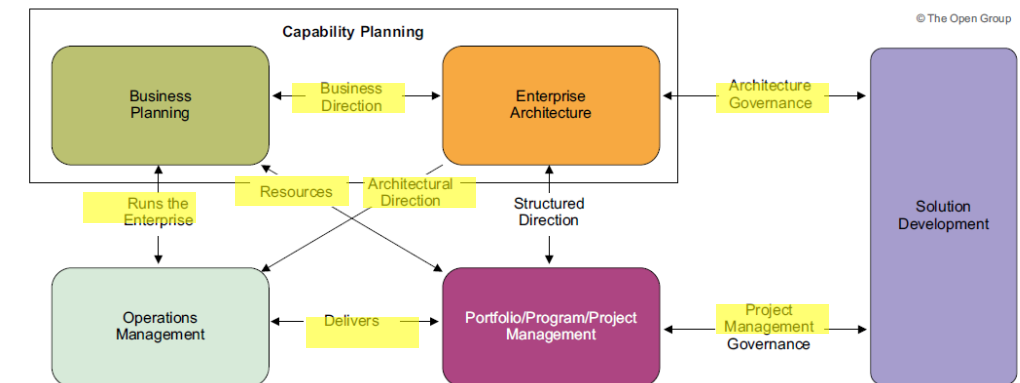 © The Open Group
Capability Planning
Business
Planning
Business
Direction
Enterprise
Architecture
Architecture
Governance
Runs the
Enterprise
Resources
Architectural
Direction
Structured
Direction
Solution
Development
Operations
Management
Delivers
Portfolio/Program/Project
Management
Project
Management
Governance